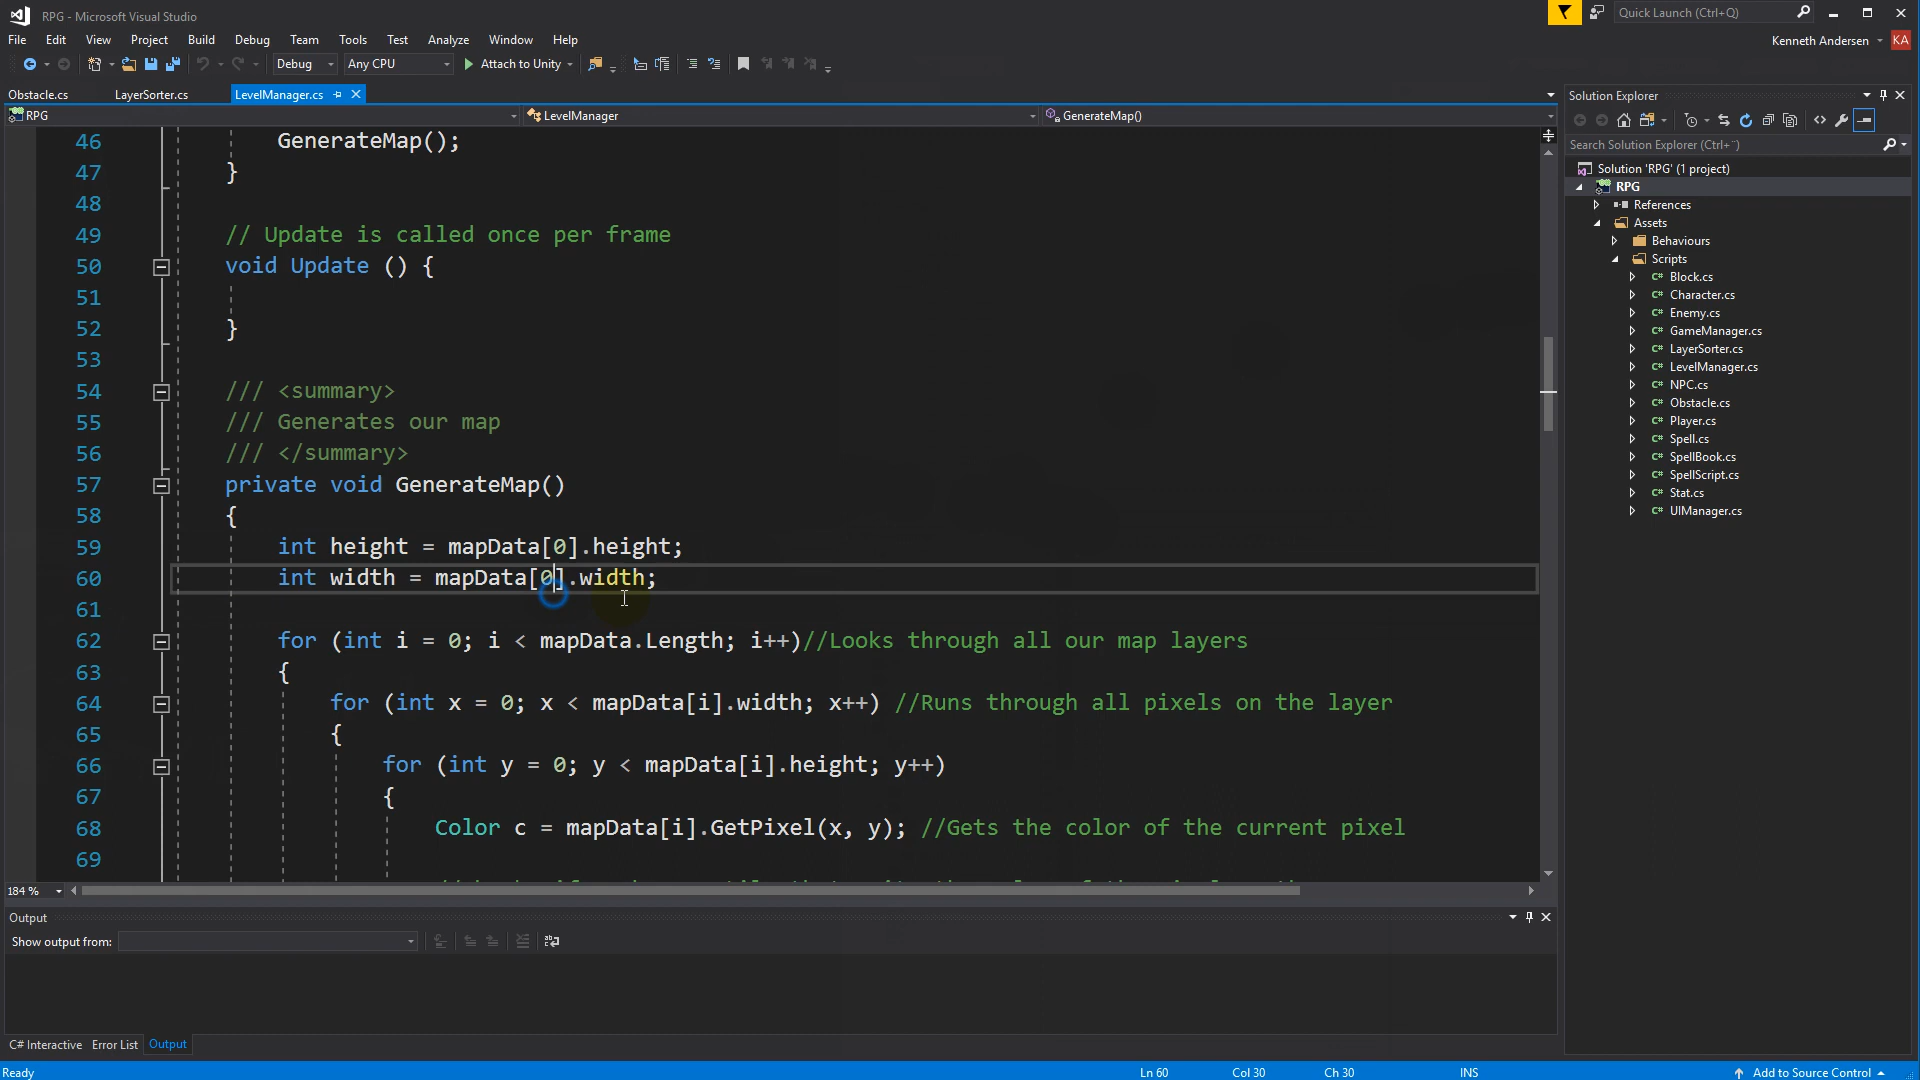 RPG - Microsoft Visual Studio
Quick Launch (Ctrl+Q)
File Edit View Project Build Debug Team Tools Test Analyze Window Help
Kenneth Andersen KA
Debug Any CPU Attach to Unity
Obstacle.cs LayerSorter.cs LevelManager.cs
RPG LevelManager GenerateMap()
46 GenerateMap();
47 }
48
49 // Update is called once per frame
50 void Update () {
51
52 }
53
54 /// <summary>
55 /// Generates our map
56 /// </summary>
57 private void GenerateMap()
58 {
59 int height = mapData[0].height;
60 int width = mapData[0].width;
61
62 for (int i = 0; i < mapData.Length; i++)//Looks through all our map layers
63 {
64 for (int x = 0; x < mapData[i].width; x++) //Runs through all pixels on the layer
65 {
66 for (int y = 0; y < mapData[i].height; y++)
67 {
68 Color c = mapData[i].GetPixel(x, y); //Gets the color of the current pixel
69
184 %
Output
Show output from:
C# Interactive Error List Output
Solution Explorer
Search Solution Explorer (Ctrl+¨)
Solution 'RPG' (1 project)
RPG
References
Assets
Behaviours
Scripts
C# Block.cs
C# Character.cs
C# Enemy.cs
C# GameManager.cs
C# LayerSorter.cs
C# LevelManager.cs
C# NPC.cs
C# Obstacle.cs
C# Player.cs
C# Spell.cs
C# SpellBook.cs
C# SpellScript.cs
C# Stat.cs
C# UIManager.cs
Ready Ln 60 Col 30 Ch 30 INS Add to Source Control